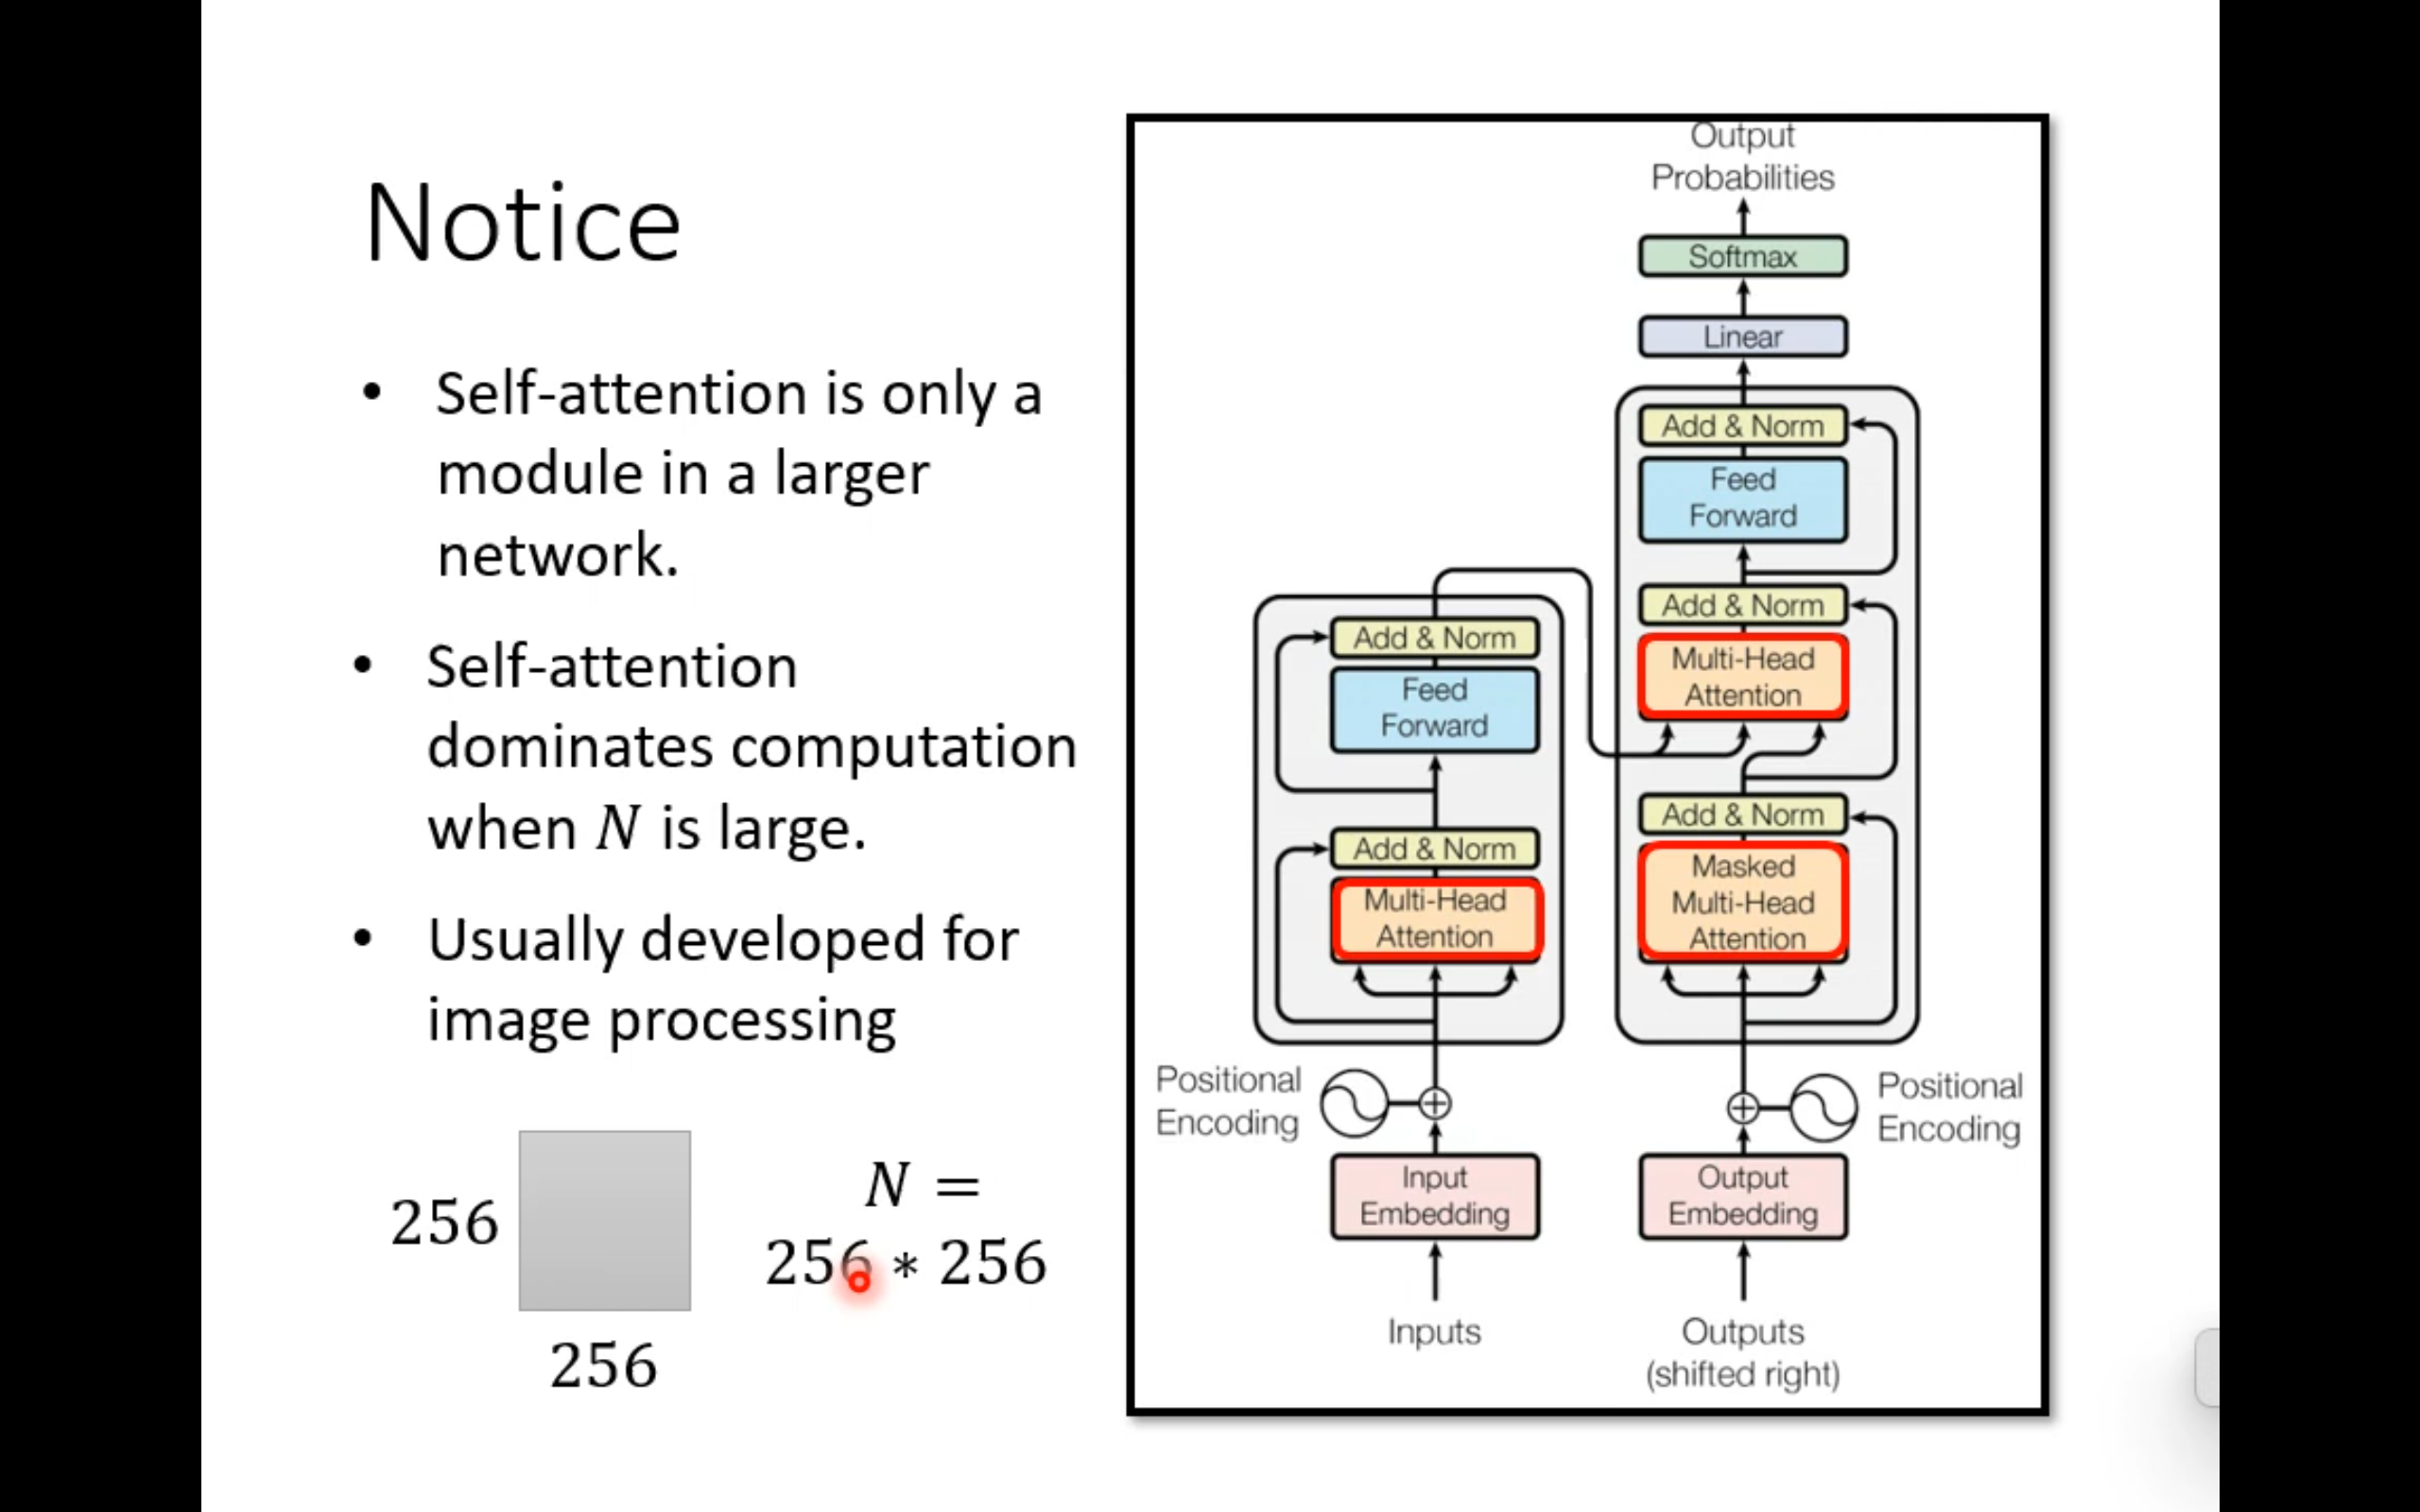 Notice
• Self-attention is only a
module in a larger
network.
• Self-attention
dominates computation
when N is large.
• Usually developed for
image processing
256
256
N =
256 * 256
Output
Probabilities
Softmax
Linear
Add & Norm
Feed
Forward
Add & Norm
Multi-Head
Attention
Add & Norm
Masked
Multi-Head
Attention
Add & Norm
Feed
Forward
Add & Norm
Multi-Head
Attention
Positional
Encoding
Positional
Encoding
Input
Embedding
Output
Embedding
Inputs
Outputs
(shifted right)